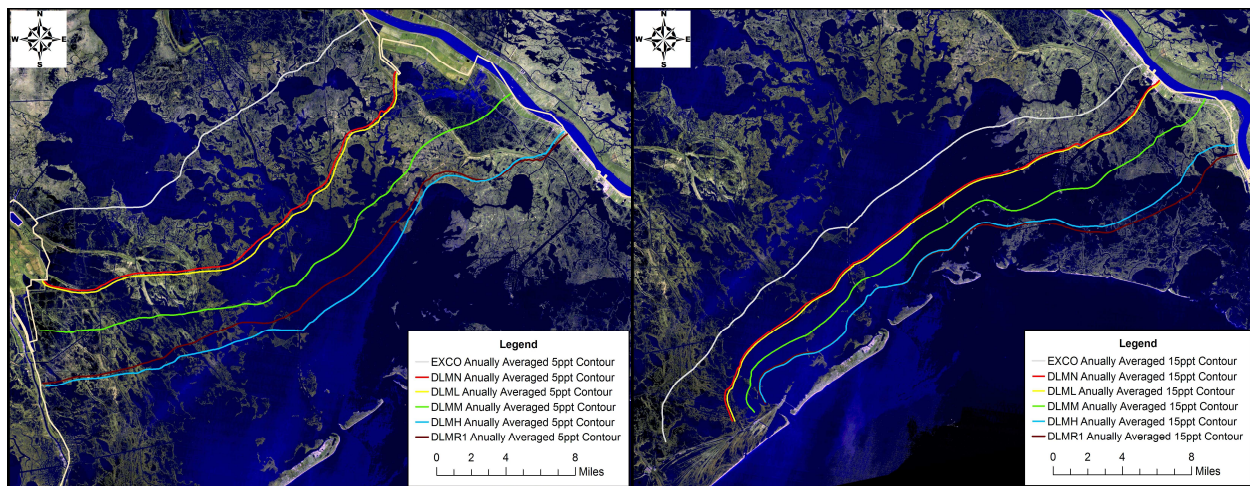 N
W E
S
Legend
EXCO Anually Averaged 5ppt Contour
DLMN Anually Averaged 5ppt Contour
DLML Anually Averaged 5ppt Contour
DLMM Anually Averaged 5ppt Contour
DLMH Anually Averaged 5ppt Contour
DLMR1 Anually Averaged 5ppt Contour
0 2 4 8
Miles
N
W E
S
Legend
EXCO Anually Averaged 15ppt Contour
DLMN Anually Averaged 15ppt Contour
DLML Anually Averaged 15ppt Contour
DLMM Anually Averaged 15ppt Contour
DLMH Anually Averaged 15ppt Contour
DLMR1 Anually Averaged 15ppt Contour
0 2 4 8
Miles